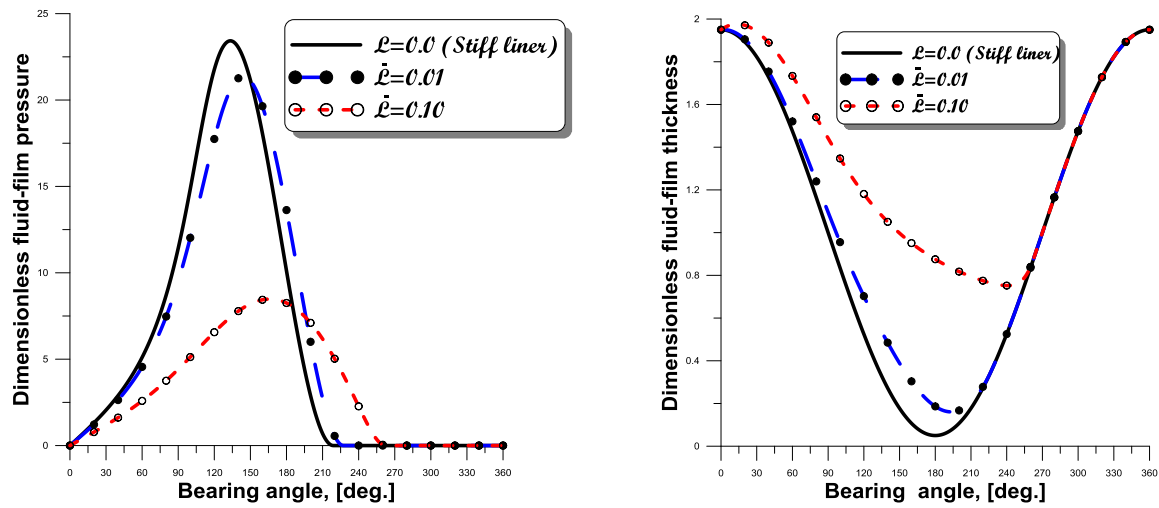 Dimensionless fluid-film pressure
25
20
15
10
5
0
0 30 60 90 120 150 180 210 240 270 300 330 360
Bearing angle, [deg.]
ℒ=0.0 (Stiff liner)
ℒ̄=0.01
ℒ̄=0.10
Dimensionless fluid-film thickness
2
1.6
1.2
0.8
0.4
0
0 30 60 90 120 150 180 210 240 270 300 330 360
Bearing angle, [deg.]
ℒ=0.0 (Stiff liner)
ℒ̄=0.01
ℒ̄=0.10